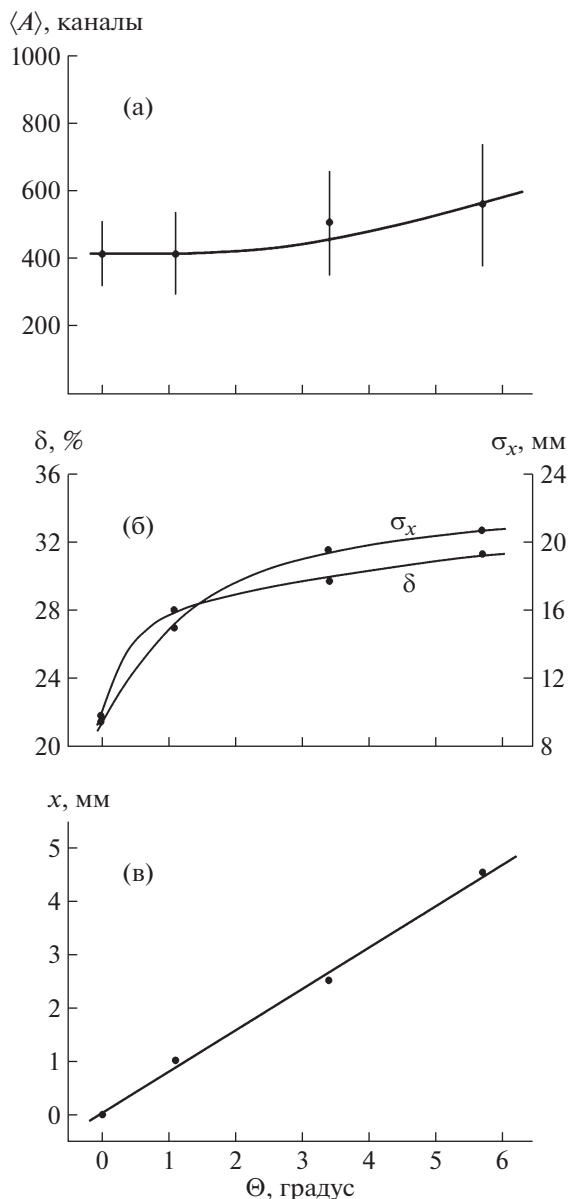 ⟨A⟩, каналы
1000
(а)
800
600
400
200
δ, %
σx, мм
36
24
(б)
σx
32
20
δ
28
16
24
12
20
8
x, мм
5
(в)
4
3
2
1
0
0 1 2 3 4 5 6
Θ, градус